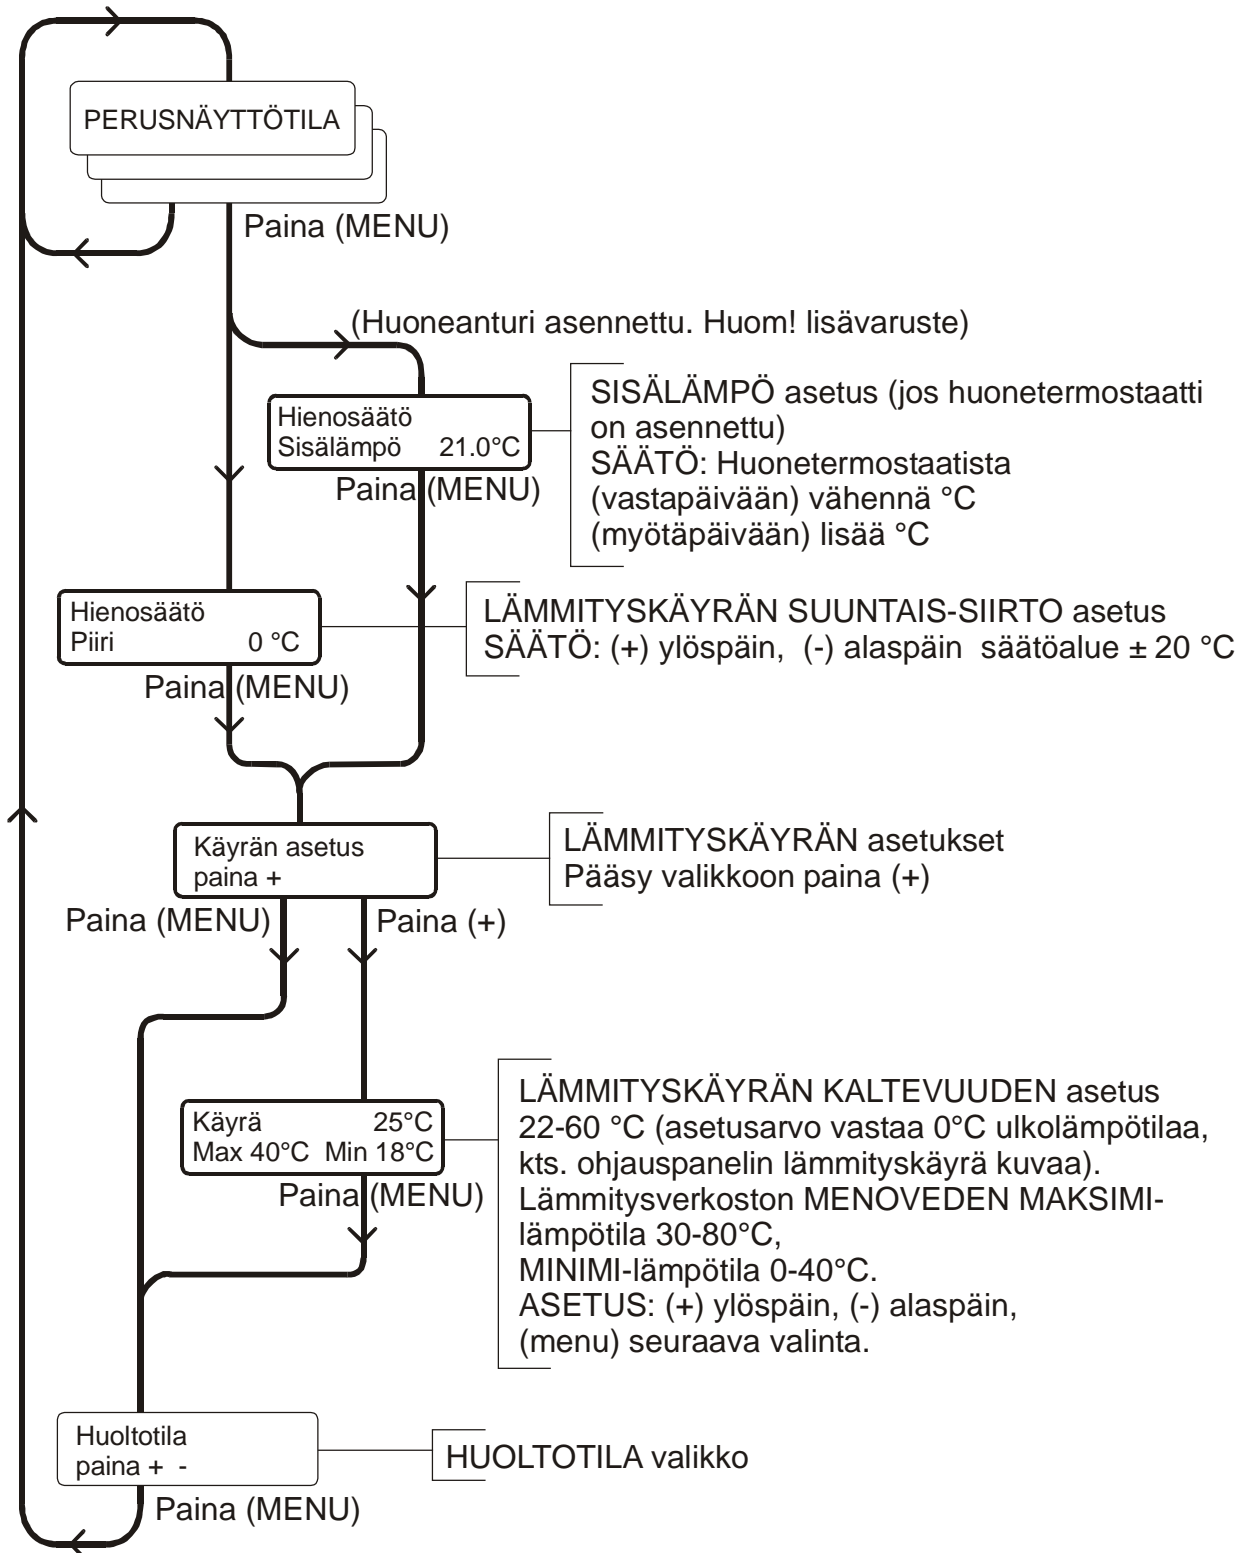 PERUSNÄYTTÖTILA
Paina (MENU)
(Huoneanturi asennettu. Huom! lisävaruste)
Hienosäätö
Sisälämpö 21.0°C
Paina (MENU)
SISÄLÄMPÖ asetus (jos huonetermostaatti
on asennettu)
SÄÄTÖ: Huonetermostaatista
(vastapäivään) vähennä °C
(myötäpäivään) lisää °C
Hienosäätö
Piiri 0 °C
Paina (MENU)
LÄMMITYSKÄYRÄN SUUNTAIS-SIIRTO asetus
SÄÄTÖ: (+) ylöspäin, (-) alaspäin säätöalue ± 20 °C
Käyrän asetus
paina +
LÄMMITYSKÄYRÄN asetukset
Pääsy valikkoon paina (+)
Paina (MENU)
Paina (+)
Käyrä 25°C
Max 40°C Min 18°C
Paina (MENU)
LÄMMITYSKÄYRÄN KALTEVUUDEN asetus
22-60 °C (asetusarvo vastaa 0°C ulkolämpötilaa,
kts. ohjauspanelin lämmityskäyrä kuvaa).
Lämmitysverkoston MENOVEDEN MAKSIMI-
lämpötila 30-80°C,
MINIMI-lämpötila 0-40°C.
ASETUS: (+) ylöspäin, (-) alaspäin,
(menu) seuraava valinta.
Huoltotila
paina + -
HUOLTOTILA valikko
Paina (MENU)